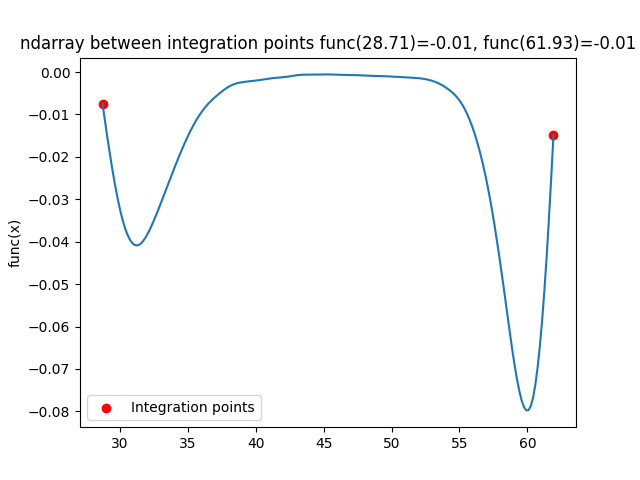 ndarray between integration points func(28.71)=-0.01, func(61.93)=-0.01
0.00
−0.01
−0.02
−0.03
−0.04
−0.05
−0.06
−0.07
−0.08
func(x)
Integration points
30 35 40 45 50 55 60